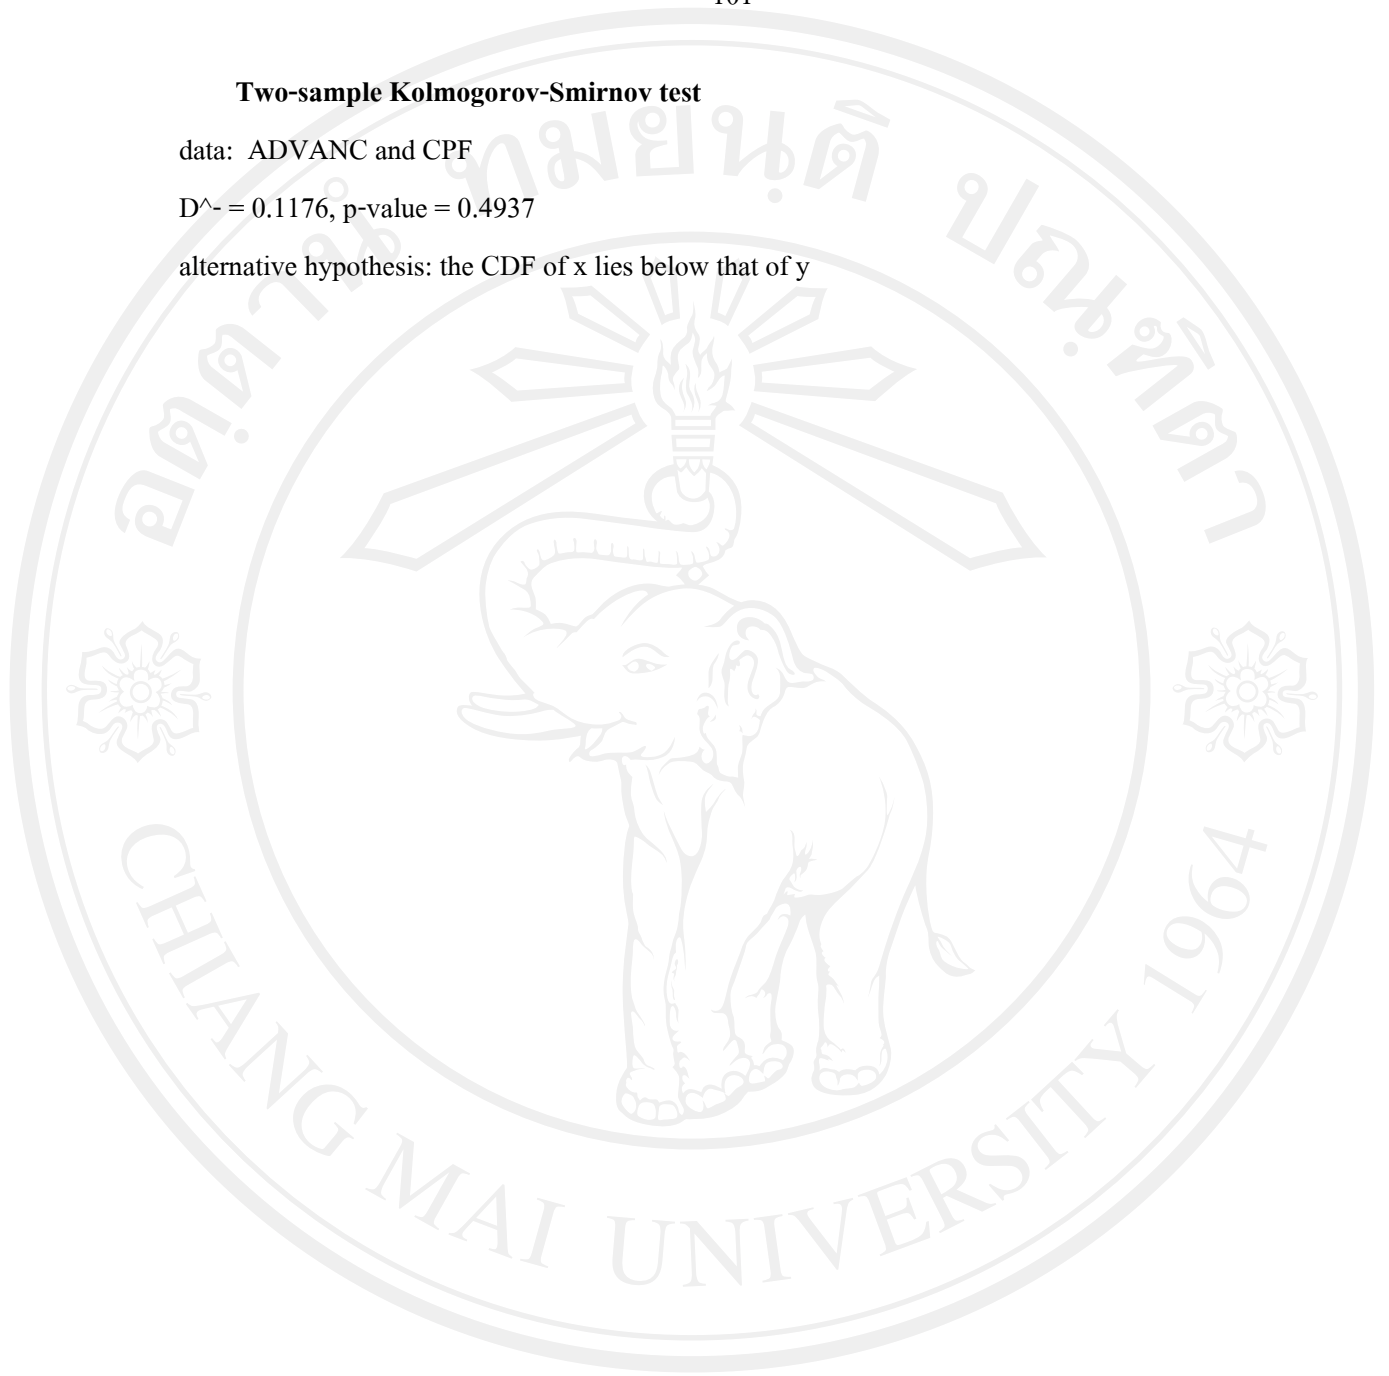 Two-sample Kolmogorov-Smirnov test
data: ADVANC and CPF
D^- = 0.1176, p-value = 0.4937
alternative hypothesis: the CDF of x lies below that of y
CHIANG MAI UNIVERSITY 1964